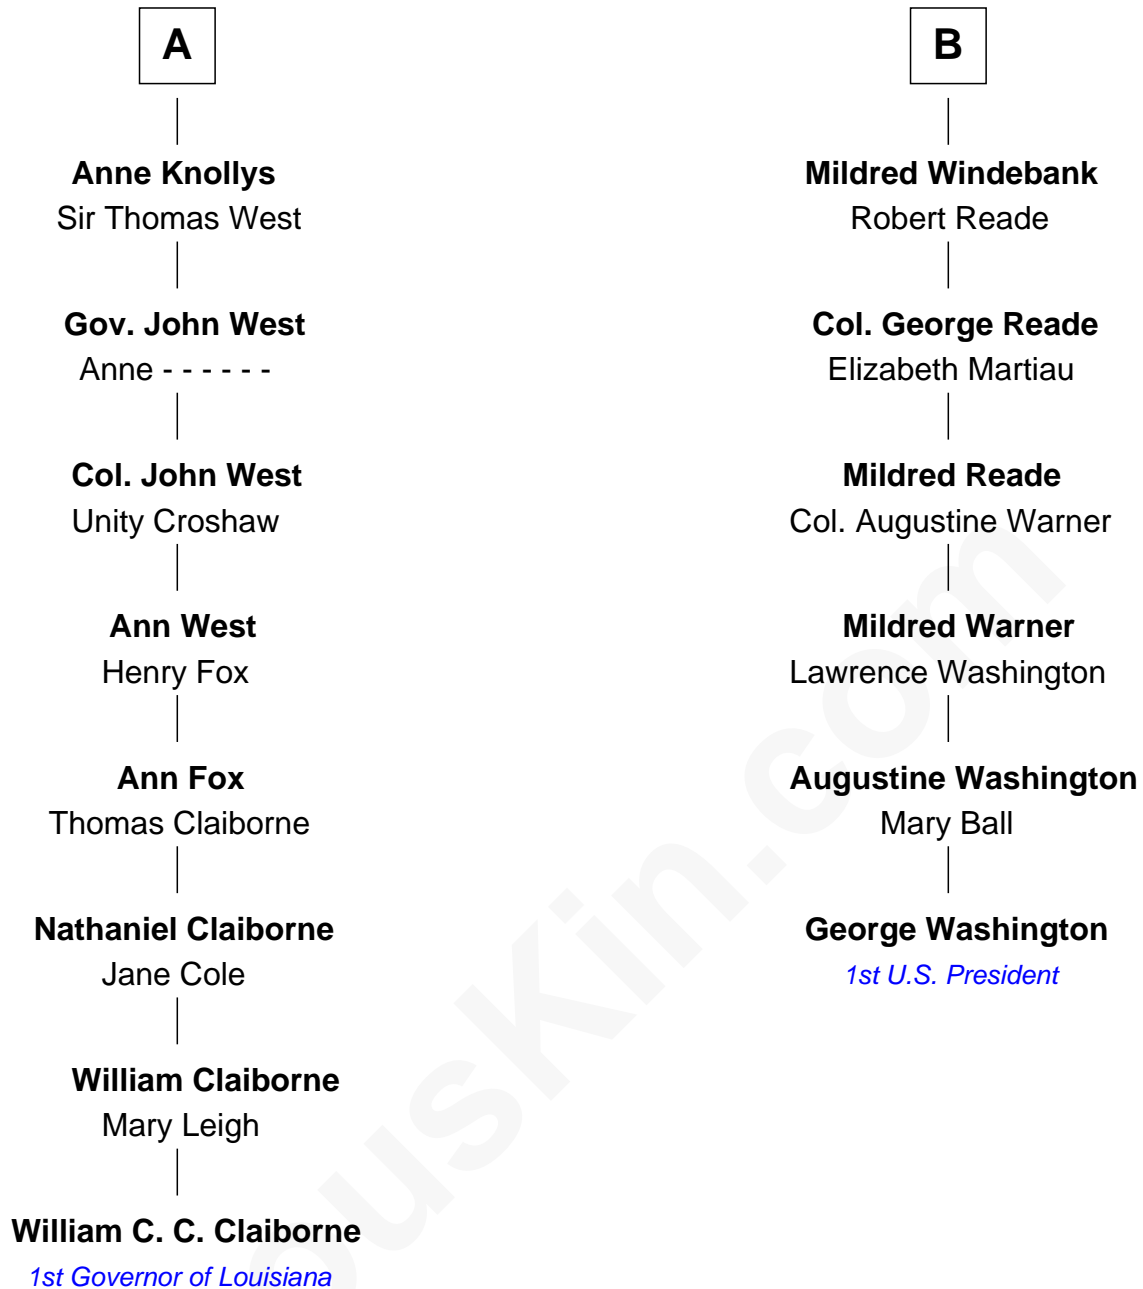 A
Anne Knollys
Sir Thomas West
Gov. John West
Anne - - - - - -
Col. John West
Unity Croshaw
Ann West
Henry Fox
Ann Fox
Thomas Claiborne
Nathaniel Claiborne
Jane Cole
William Claiborne
Mary Leigh
William C. C. Claiborne
1st Governor of Louisiana
B
Mildred Windebank
Robert Reade
Col. George Reade
Elizabeth Martiau
Mildred Reade
Col. Augustine Warner
Mildred Warner
Lawrence Washington
Augustine Washington
Mary Ball
George Washington
1st U.S. President
ousKin.com